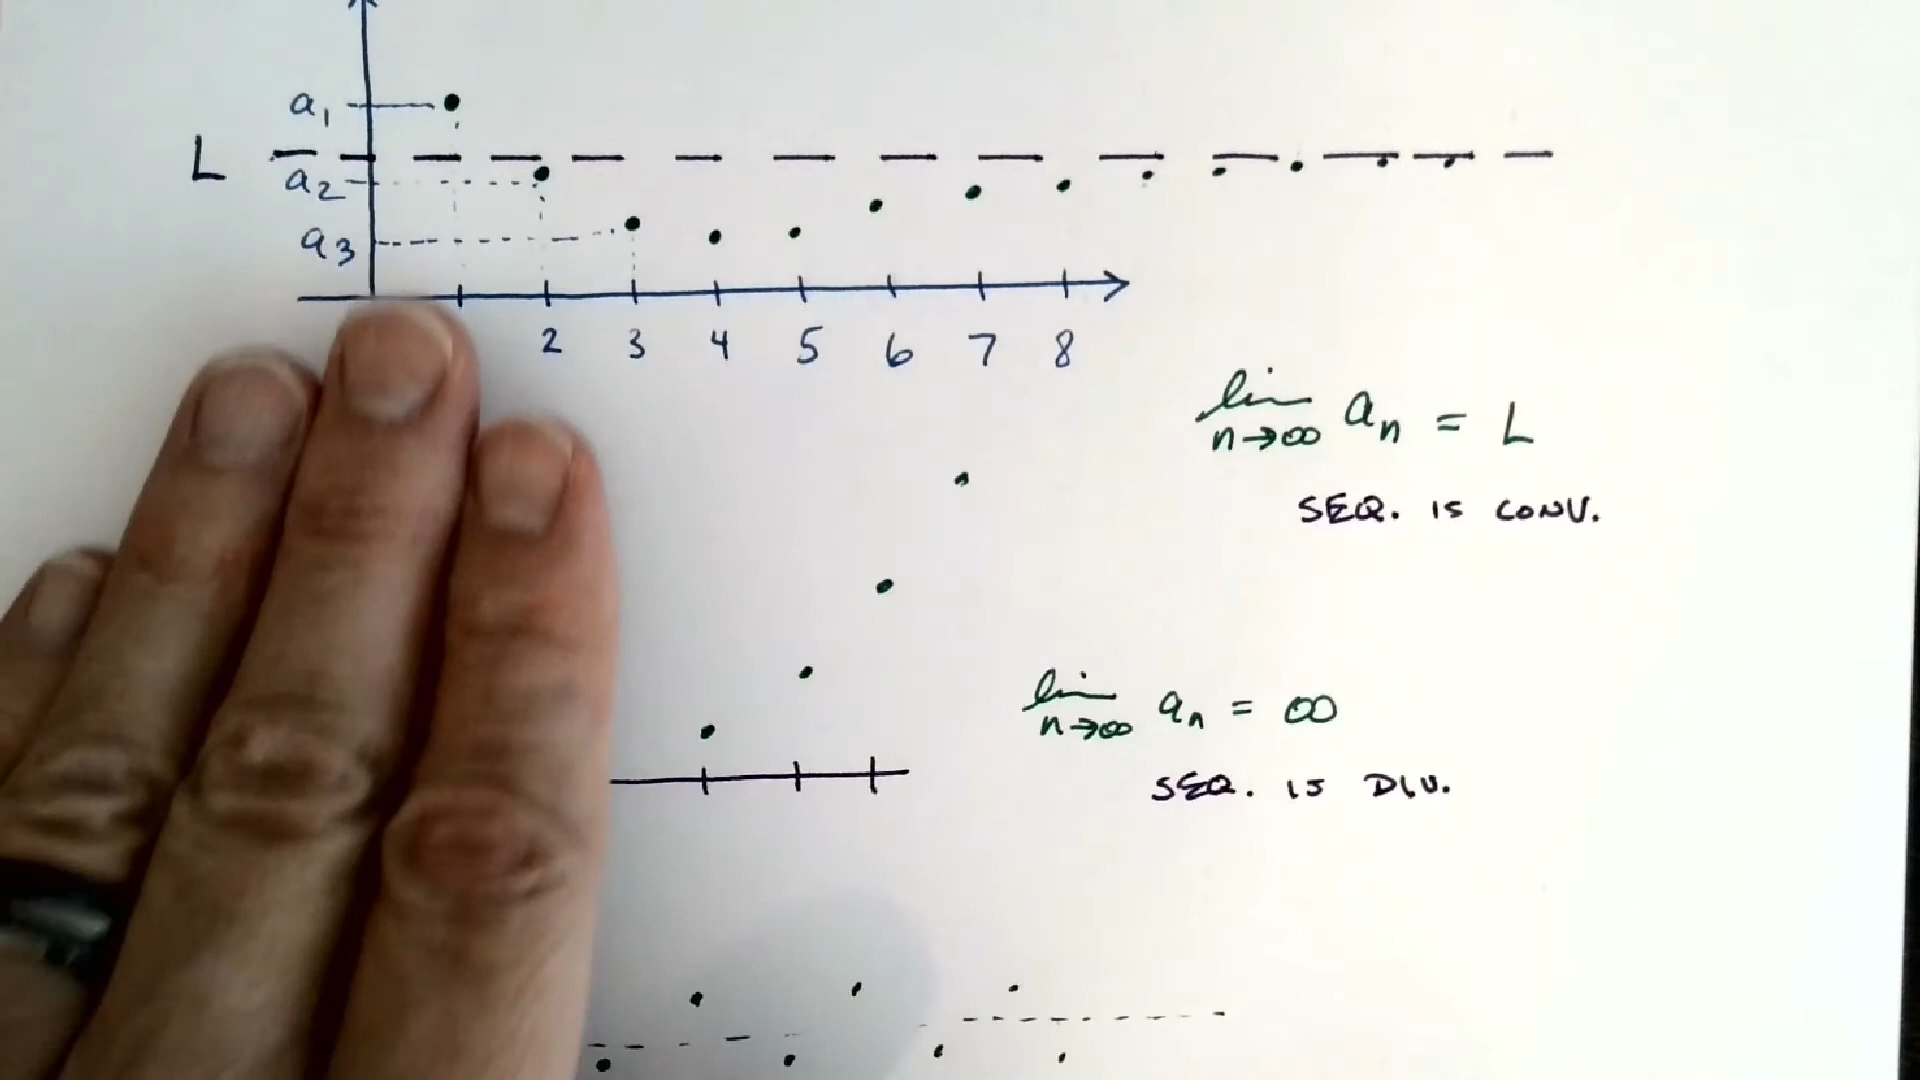 a₁
L
a₂
a₃
2 3 4 5 6 7 8
lim aₙ = L
n→∞
SEQ. IS CONV.
lim aₙ = ∞
n→∞
SEQ. IS DIV.